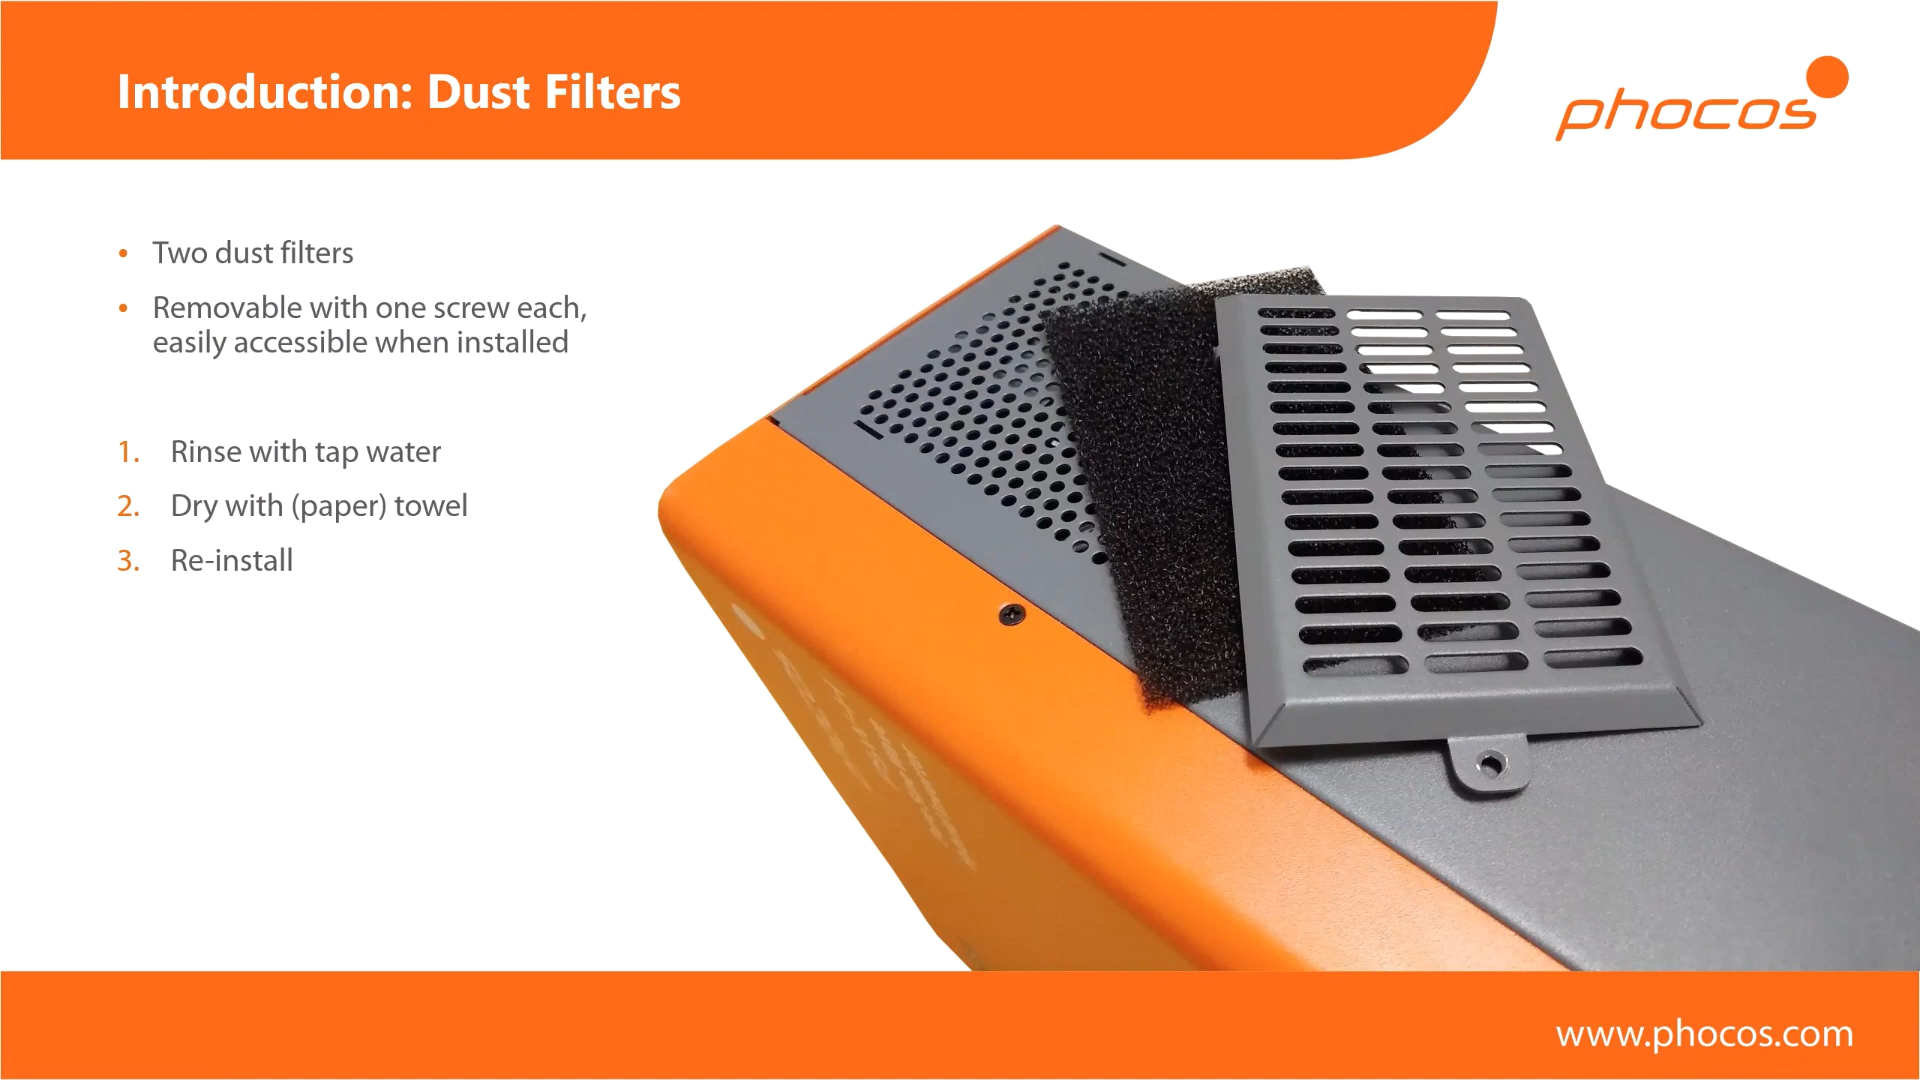 Introduction: Dust Filters
phocos
• Two dust filters
• Removable with one screw each,
easily accessible when installed
1. Rinse with tap water
2. Dry with (paper) towel
3. Re-install
www.phocos.com